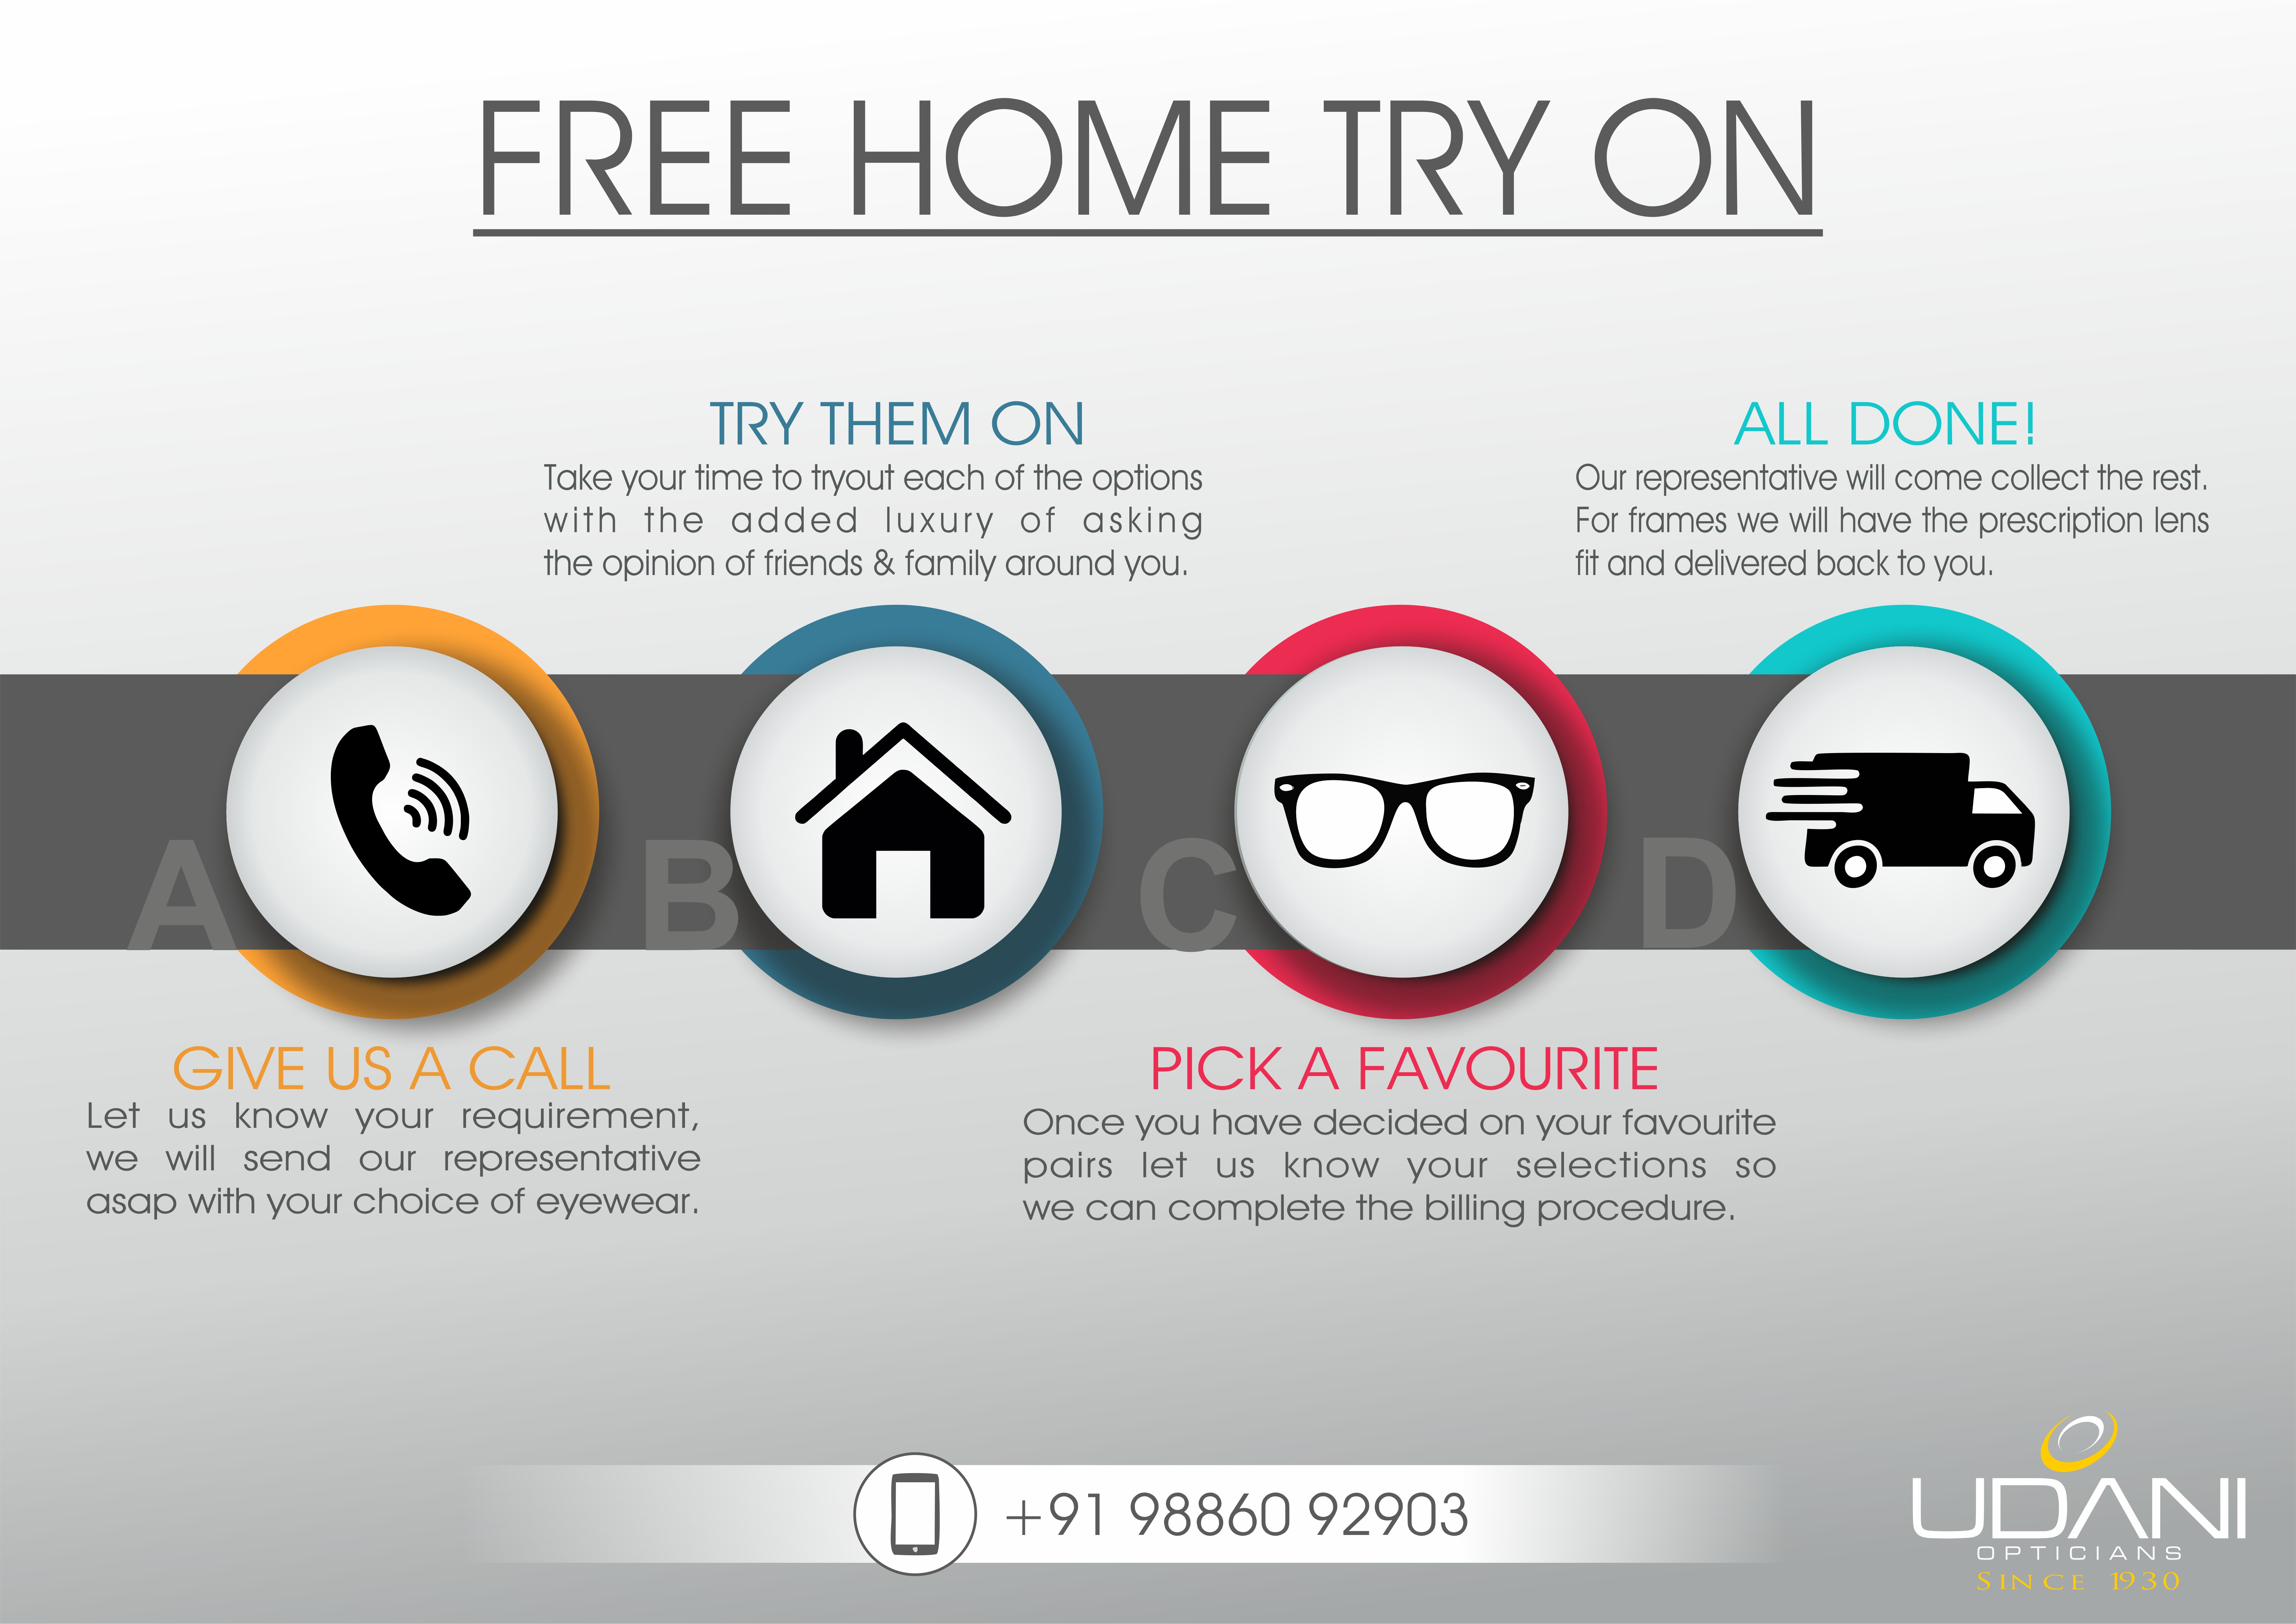 FREE HOME TRY ON
A
GIVE US A CALL
Let us know your requirement,
we will send our representative
asap with your choice of eyewear.
B
TRY THEM ON
Take your time to tryout each of the options
with the added luxury of asking
the opinion of friends & family around you.
C
PICK A FAVOURITE
Once you have decided on your favourite
pairs let us know your selections so
we can complete the billing procedure.
D
ALL DONE!
Our representative will come collect the rest.
For frames we will have the prescription lens
fit and delivered back to you.
+91 98860 92903
UDANI
OPTICIANS
SINCE 1930